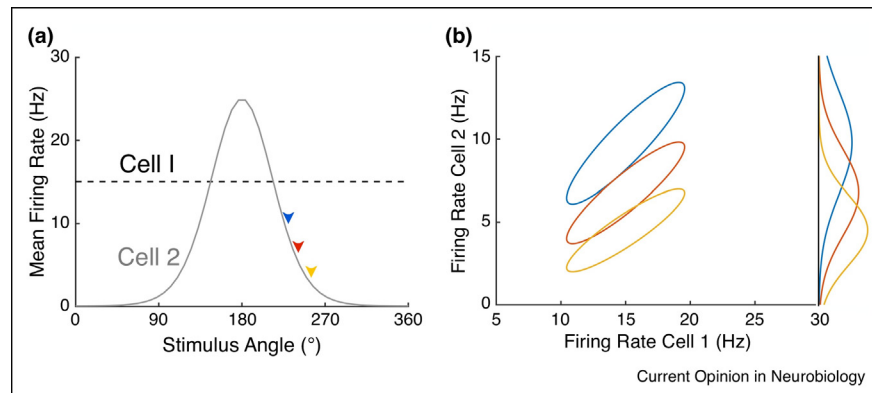 (a)
Mean Firing Rate (Hz)
30
20
10
0
Cell I
Cell 2
0 90 180 270 360
Stimulus Angle (°)
(b)
Firing Rate Cell 2 (Hz)
15
10
5
0
5 10 15 20 25 30
Firing Rate Cell 1 (Hz)
Current Opinion in Neurobiology